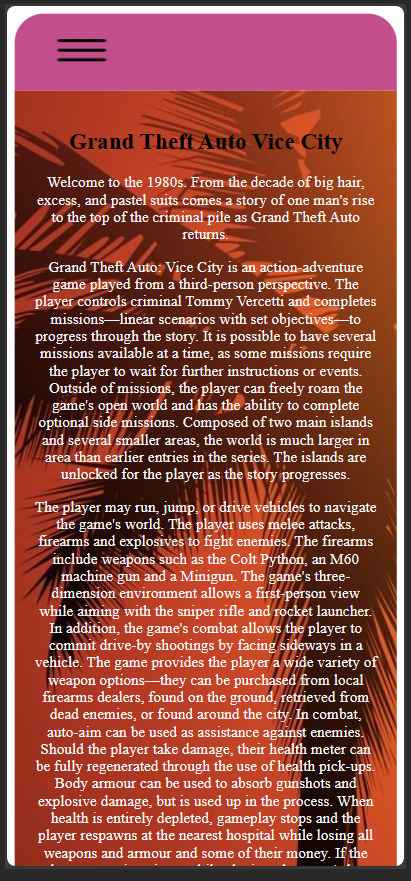 Grand Theft Auto Vice City
Welcome to the 1980s. From the decade of big hair,
excess, and pastel suits comes a story of one man's rise
to the top of the criminal pile as Grand Theft Auto
returns.
Grand Theft Auto: Vice City is an action-adventure
game played from a third-person perspective. The
player controls criminal Tommy Vercetti and completes
missions—linear scenarios with set objectives—to
progress through the story. It is possible to have several
missions available at a time, as some missions require
the player to wait for further instructions or events.
Outside of missions, the player can freely roam the
game's open world and has the ability to complete
optional side missions. Composed of two main islands
and several smaller areas, the world is much larger in
area than earlier entries in the series. The islands are
unlocked for the player as the story progresses.
The player may run, jump, or drive vehicles to navigate
the game's world. The player uses melee attacks,
firearms and explosives to fight enemies. The firearms
include weapons such as the Colt Python, an M60
machine gun and a Minigun. The game's three-
dimension environment allows a first-person view
while aiming with the sniper rifle and rocket launcher.
In addition, the game's combat allows the player to
commit drive-by shootings by facing sideways in a
vehicle. The game provides the player a wide variety of
weapon options—they can be purchased from local
firearms dealers, found on the ground, retrieved from
dead enemies, or found around the city. In combat,
auto-aim can be used as assistance against enemies.
Should the player take damage, their health meter can
be fully regenerated through the use of health pick-ups.
Body armour can be used to absorb gunshots and
explosive damage, but is used up in the process. When
health is entirely depleted, gameplay stops and the
player respawns at the nearest hospital while losing all
weapons and armour and some of their money. If the